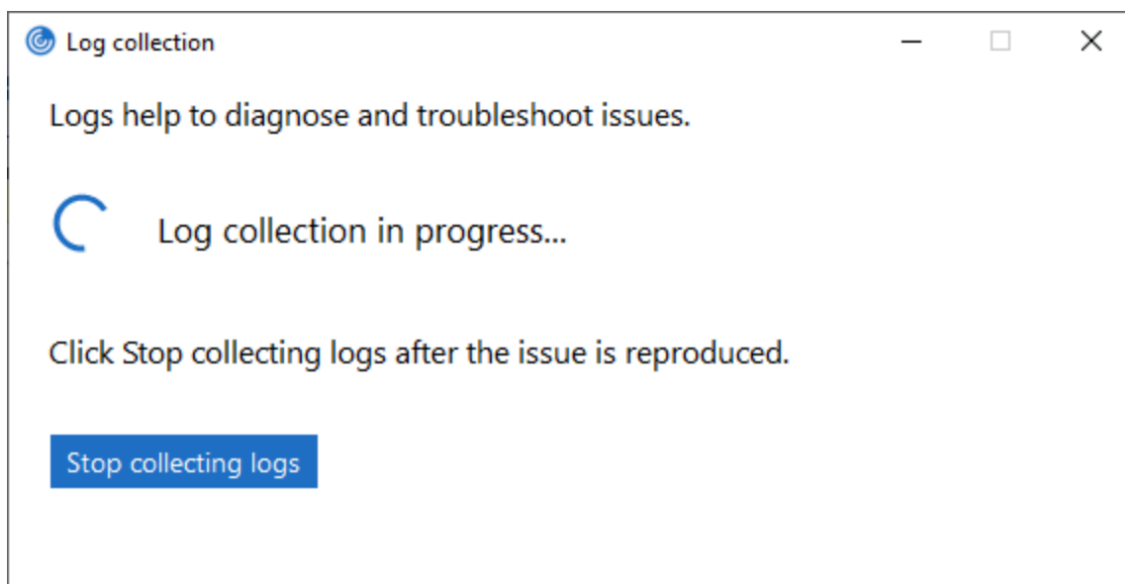 Log collection
Logs help to diagnose and troubleshoot issues.
Log collection in progress...
Click Stop collecting logs after the issue is reproduced.
Stop collecting logs